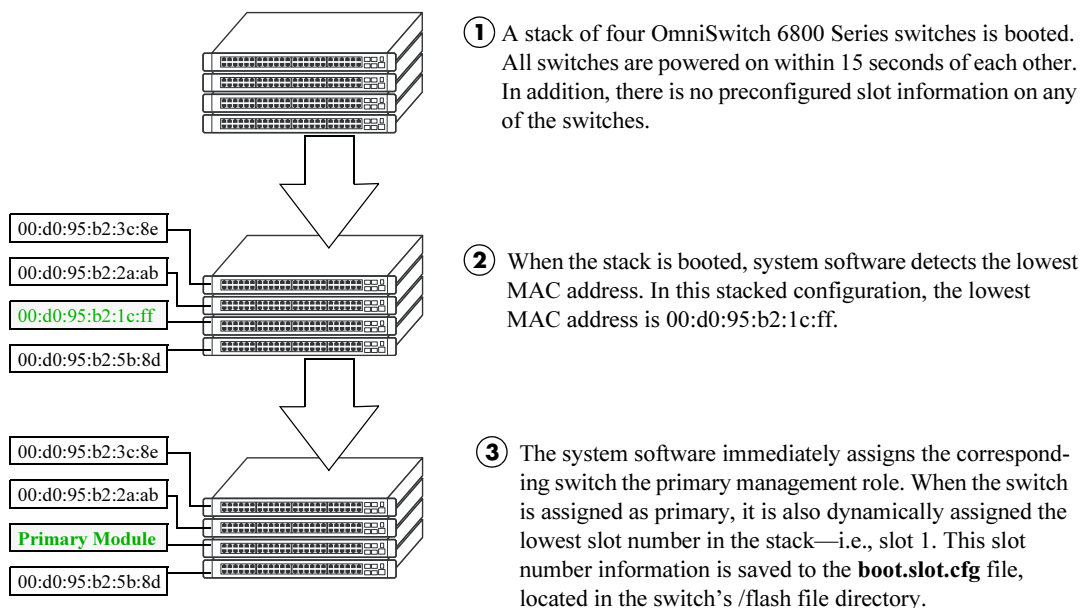 1 A stack of four OmniSwitch 6800 Series switches is booted.
All switches are powered on within 15 seconds of each other.
In addition, there is no preconfigured slot information on any
of the switches.
00:d0:95:b2:3c:8e
00:d0:95:b2:2a:ab
00:d0:95:b2:1c:ff
00:d0:95:b2:5b:8d
2 When the stack is booted, system software detects the lowest
MAC address. In this stacked configuration, the lowest
MAC address is 00:d0:95:b2:1c:ff.
00:d0:95:b2:3c:8e
00:d0:95:b2:2a:ab
Primary Module
00:d0:95:b2:5b:8d
3 The system software immediately assigns the correspond-
ing switch the primary management role. When the switch
is assigned as primary, it is also dynamically assigned the
lowest slot number in the stack—i.e., slot 1. This slot
number information is saved to the boot.slot.cfg file,
located in the switch’s /flash file directory.